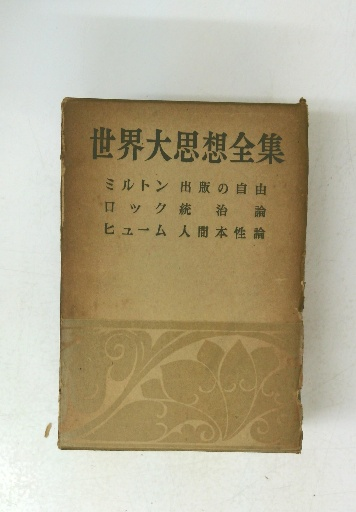 世界大思想全集
ミルトン 出版の自由
ロック 統治論
ヒューム 人間本性論